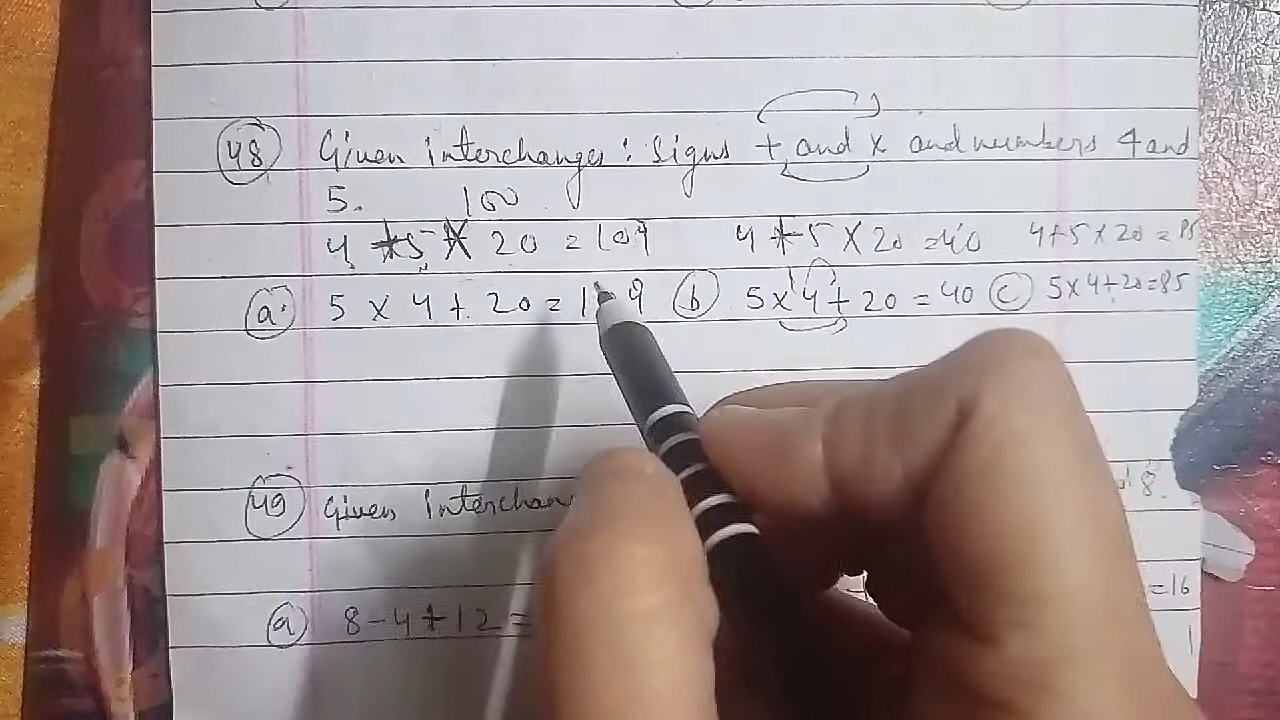 48 Given interchanges : Signs + and x and numbers 4 and
5. 100
4 + 5 x 20 = 109 4 + 5 x 20 = 40 4 + 5 x 20 =
a 5 x 4 + 20 = 1 9 b 5 x 4 + 20 = 40 c 5 x 4 + 20 = 85
49 Given Interchan 8.
=16
a 8 - 4 + 12 =